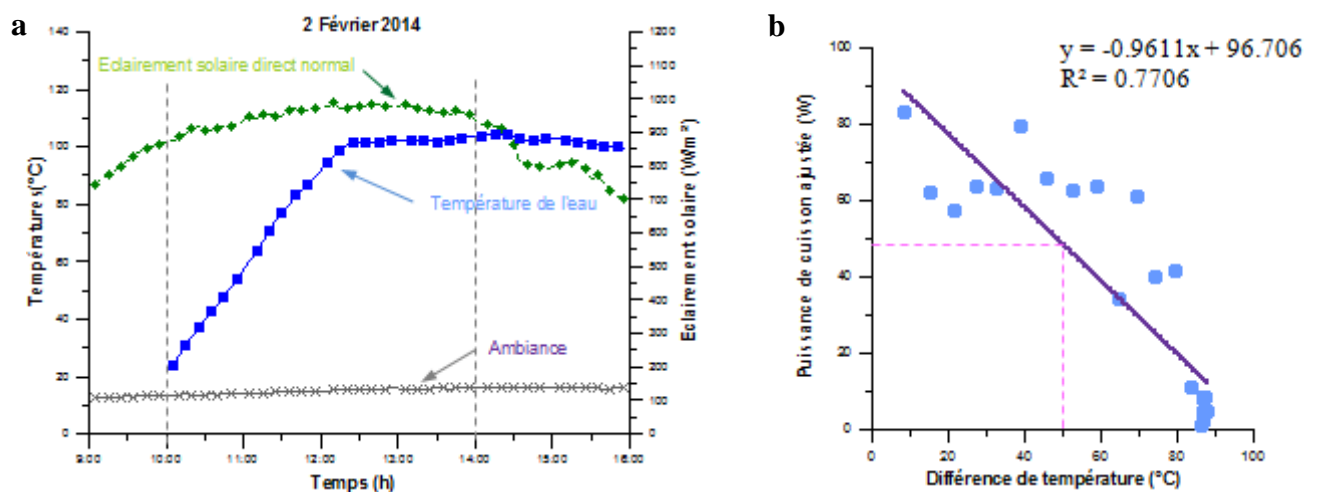 a
2 Février 2014
Eclairement solaire direct normal
Température de l'eau
Ambiance
Températures(°C)
140
120
100
80
60
40
20
0
Eclairement solaire (W/m²)
1200
1100
1000
900
800
700
600
500
400
300
200
100
0
9:00 10:00 11:00 12:00 13:00 14:00 15:00 16:00
Temps (h)
b
y = -0.9611x + 96.706
R² = 0.7706
Puissance de cuisson ajustée (W)
100
80
60
40
20
0
0 20 40 60 80 100
Différence de température (°C)